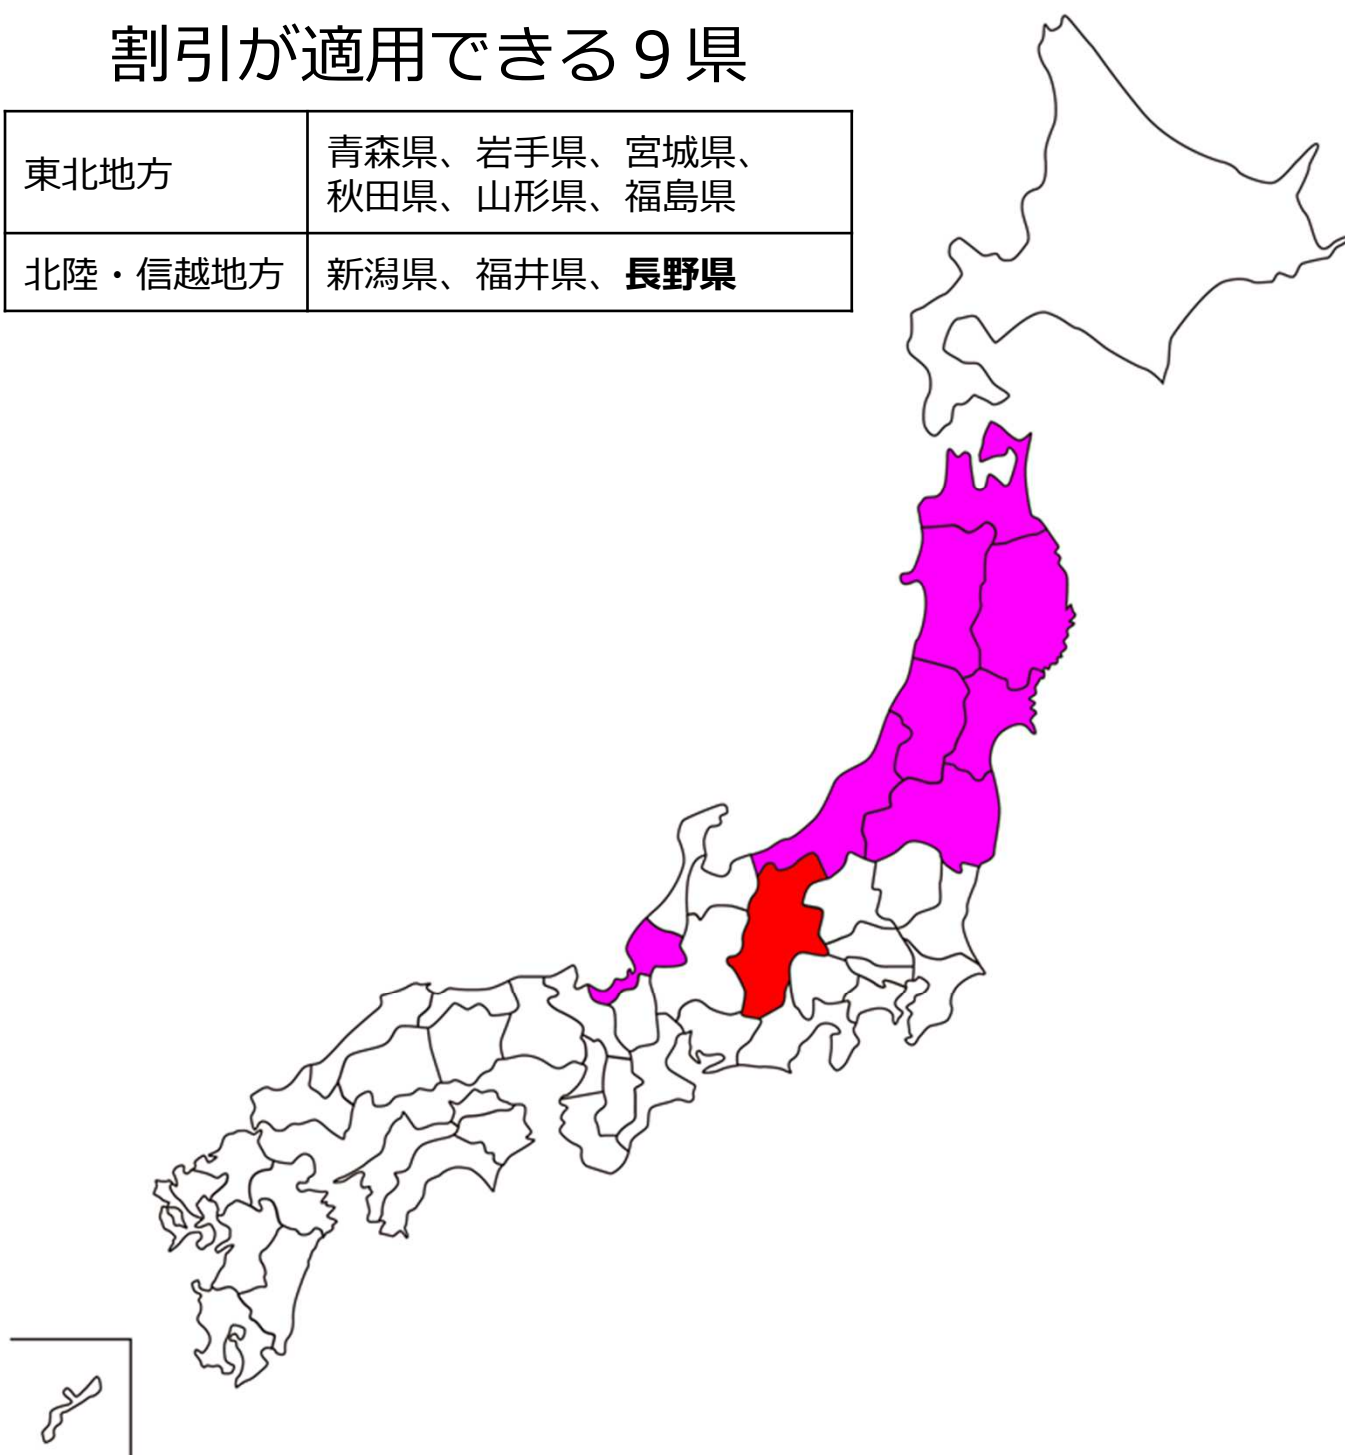 割引が適用できる９県
東北地方
青森県、岩手県、宮城県、
秋田県、山形県、福島県
北陸・信越地方
新潟県、福井県、長野県